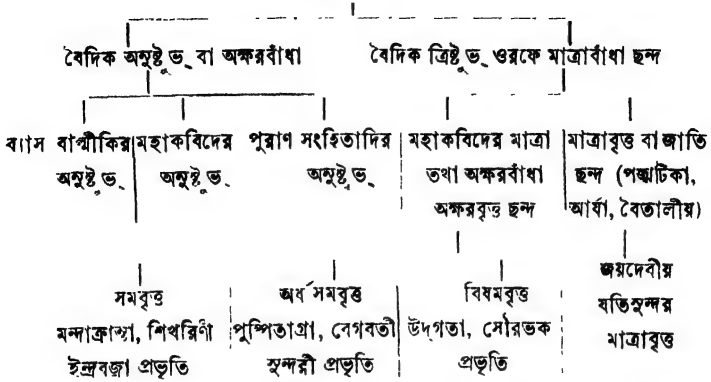 বৈদিক অনুষ্টুভ্ বা অক্ষরবাঁধা
বৈদিক ত্রিষ্টুভ্ ওরফে মাত্রাবাঁধা ছন্দ
ব্যাস বাল্মীকির
অনুষ্টুভ্
মহাকবিদের
অনুষ্টুভ্
পুরাণ সংহিতাদির
অনুষ্টুভ্
মহাকবিদের মাত্রা
তথা অক্ষরবাঁধা
অক্ষরবৃত্ত ছন্দ
মাত্রাবৃত্ত বা জাতি
ছন্দ (পজ্ঝটিকা,
আর্যা, বৈতালীয়)
সমবৃত্ত
মন্দাক্রান্তা, শিখরিণী
ইন্দ্রবজ্রা প্রভৃতি
অর্ধসমবৃত্ত
পুষ্পিতাগ্রা, বেগবতী
সুন্দরী প্রভৃতি
বিষমবৃত্ত
উদ্গতা, সৌরভক
প্রভৃতি
জয়দেবীয়
যতিসুন্দর
মাত্রাবৃত্ত